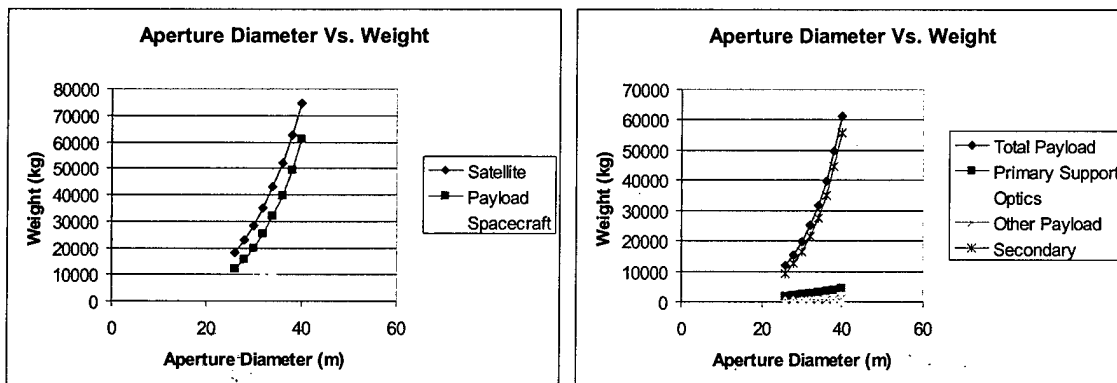 Aperture Diameter Vs. Weight
80000
70000
60000
50000
40000
30000
20000
10000
0
0 20 40 60
Weight (kg)
Aperture Diameter (m)
Satellite
Payload
Spacecraft
Aperture Diameter Vs. Weight
70000
60000
50000
40000
30000
20000
10000
0
0 20 40 60
Weight (kg)
Aperture Diameter (m)
Total Payload
Primary Support
Optics
Other Payload
Secondary